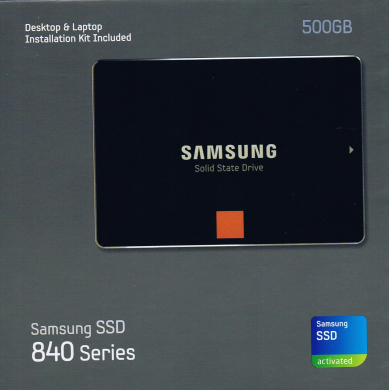 Desktop & Laptop
Installation Kit Included
500GB
SAMSUNG
Solid State Drive
Samsung SSD
840 Series
Samsung
SSD
activated